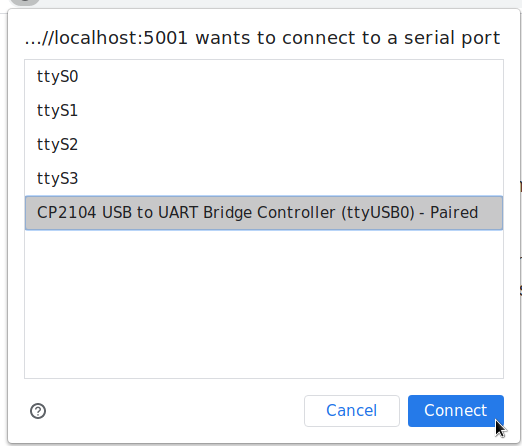 ...//localhost:5001 wants to connect to a serial port
ttyS0
ttyS1
ttyS2
ttyS3
CP2104 USB to UART Bridge Controller (ttyUSB0) - Paired
?
Cancel
Connect